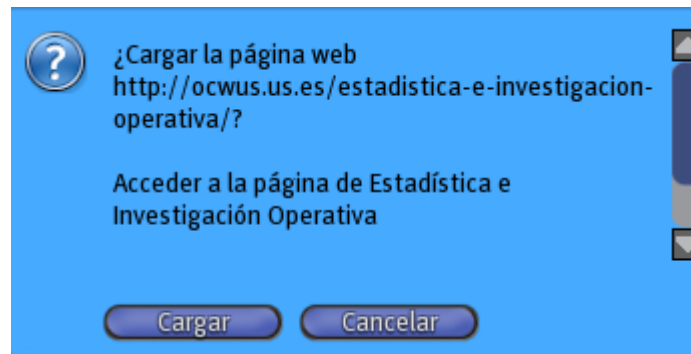 ¿Cargar la página web
http://ocwus.us.es/estadistica-e-investigacion-
operativa/?
Acceder a la página de Estadística e
Investigación Operativa
Cargar Cancelar